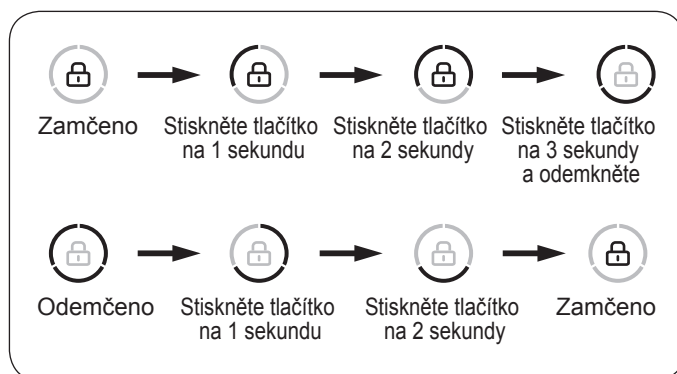 Zamčeno
Stiskněte tlačítko
na 1 sekundu
Stiskněte tlačítko
na 2 sekundy
Stiskněte tlačítko
na 3 sekundy
a odemkněte
Odemčeno
Stiskněte tlačítko
na 1 sekundu
Stiskněte tlačítko
na 2 sekundy
Zamčeno